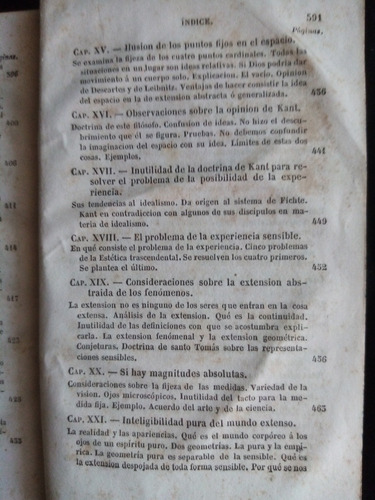 ÍNDICE.
591
Páginas.
CAP. XV. — Ilusion de los puntos fijos en el espacio.
Se examina la fijeza de los cuatro puntos cardinales. Todas las
situaciones en un lugar son ideas relativas. Si Dios podria dar
movimiento á un cuerpo solo. Explicacion. El vacío. Opinion
de Descartes y de Leibnitz. Ventajas de hacer consistir la idea
del espacio en la de extension abstracta ó generalizada.
436
CAP. XVI. — Observaciones sobre la opinion de Kant.
Doctrina de este filósofo. Confusion de ideas. No hizo el descu-
brimiento que él se figura. Pruebas. No debemos confundir
la imaginacion del espacio con su idea. Límites de estas dos
cosas. Ejemplos.
441
CAP. XVII. — Inutilidad de la doctrina de Kant para re-
solver el problema de la posibilidad de la expe-
riencia.
Sus tendencias al idealismo. Da origen al sistema de Fichte.
Kant en contradiccion con algunos de sus discípulos en ma-
teria de idealismo.
449
CAP. XVIII. — El problema de la experiencia sensible.
En qué consiste el problema de la experiencia. Cinco problemas
de la Estética trascendental. Se resuelven los cuatro primeros.
Se plantea el último.
452
CAP. XIX. — Consideraciones sobre la extension abs-
traida de los fenómenos.
La extension no es ninguno de los seres que entran en la cosa
extensa. Análisis de la extension. Qué es la continuidad.
Inutilidad de las definiciones con que se acostumbra expli-
carla. La extension fenómenal y la extension geométrica.
Conjeturas. Doctrina de santo Tomás sobre las representa-
ciones sensibles.
456
CAP. XX. — Si hay magnitudes absolutas.
Consideraciones sobre la fijeza de las medidas. Variedad de la
vision. Ojos microscópicos. Inutilidad del tacto para la me-
dida fija. Ejemplo. Acuerdo del arte y de la ciencia.
463
CAP. XXI. — Inteligibilidad pura del mundo extenso.
La realidad y las apariencias. Qué es el mundo corpóreo á los
ojos de un espíritu puro. Dos geometrías. La pura y la empí-
rica. La geometría pura es separable de la sensible. Qué es
la extension despojada de toda forma sensible. Por qué se nos